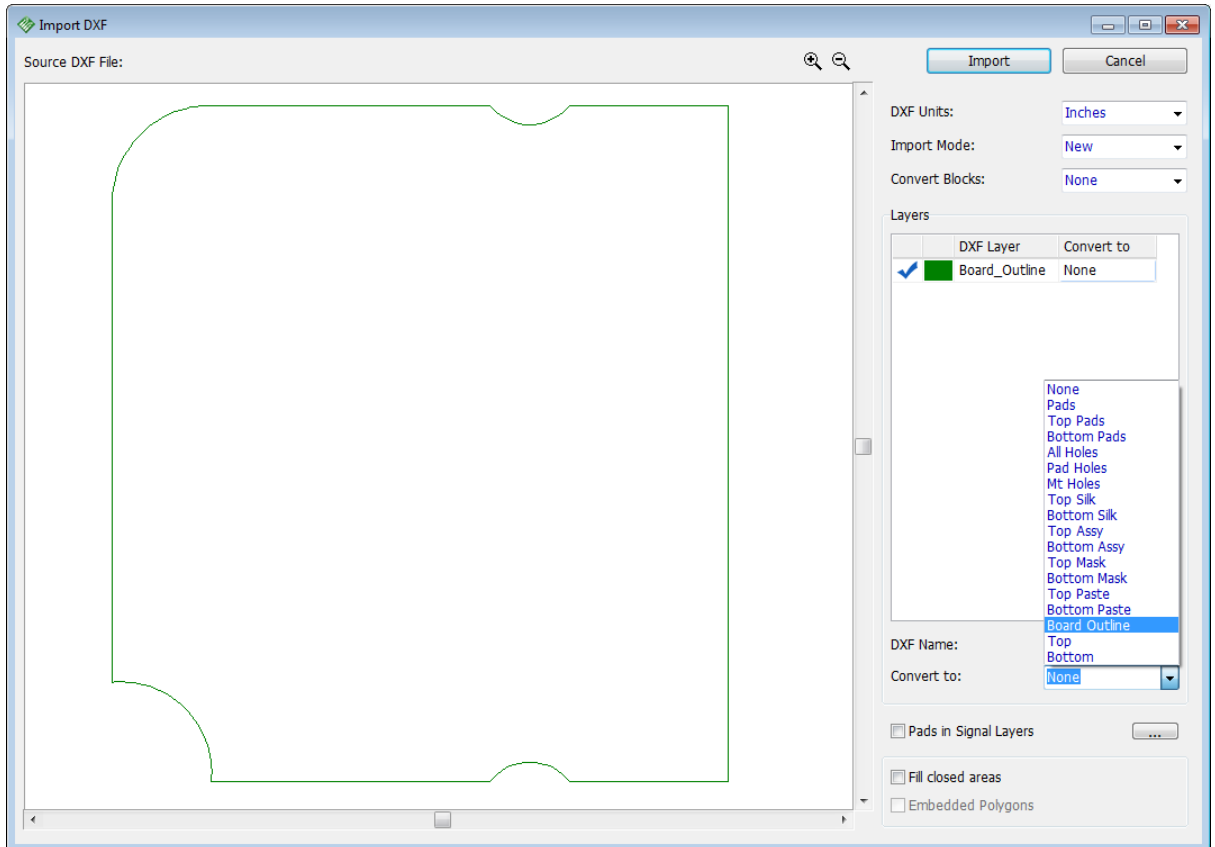 Import DXF
Source DXF File:
Import Cancel
DXF Units: Inches
Import Mode: New
Convert Blocks: None
Layers
DXF Layer Convert to
Board_Outline None
None
Pads
Top Pads
Bottom Pads
All Holes
Pad Holes
Mt Holes
Top Silk
Bottom Silk
Top Assy
Bottom Assy
Top Mask
Bottom Mask
Top Paste
Bottom Paste
Board Outline
Top
Bottom
DXF Name:
Convert to: None
Pads in Signal Layers ...
Fill closed areas
Embedded Polygons